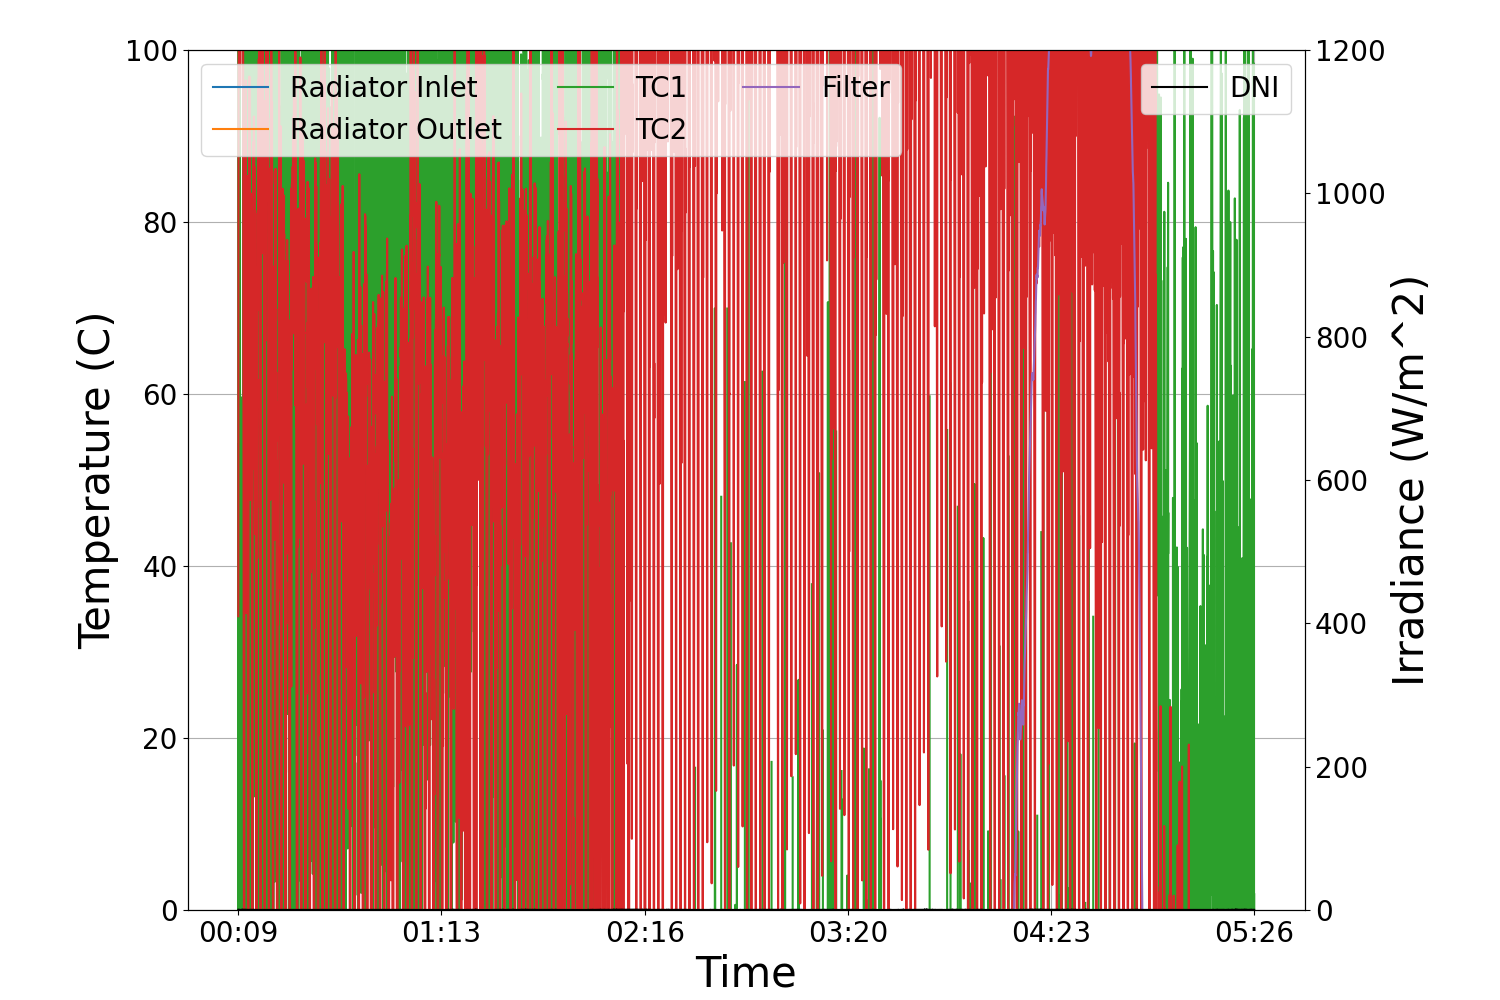 Radiator Inlet
Radiator Outlet
TC1
TC2
Filter
DNI
Temperature (C)
100
80
60
40
20
0
1200
1000
800
600
400
200
0
Irradiance (W/m^2)
00:09 01:13 02:16 03:20 04:23 05:26
Time